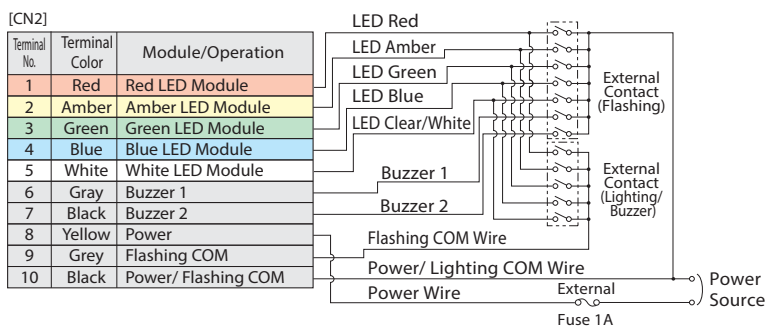 [CN2]
Terminal No. Terminal Color Module/Operation
1 Red Red LED Module
2 Amber Amber LED Module
3 Green Green LED Module
4 Blue Blue LED Module
5 White White LED Module
6 Gray Buzzer 1
7 Black Buzzer 2
8 Yellow Power
9 Grey Flashing COM
10 Black Power/ Flashing COM
LED Red
LED Amber
LED Green
LED Blue
LED Clear/White
Buzzer 1
Buzzer 2
Flashing COM Wire
Power/ Lighting COM Wire
Power Wire
External
Contact
(Flashing)
External
Contact
(Lighting/
Buzzer)
External
Fuse 1A
Power
Source